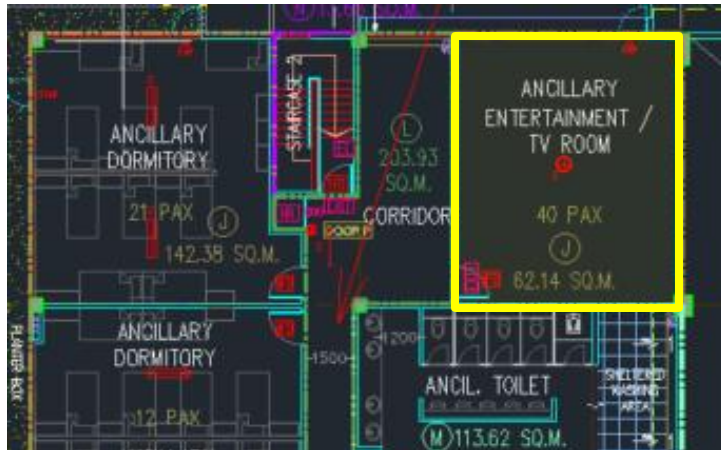 STAIRCASE 2
ANCILLARY
ENTERTAINMENT /
TV ROOM
40 PAX
J
62.14 SQ.M.
ANCILLARY
DORMITORY
21 PAX
J
142.38 SQ.M.
L
203.93
SQ.M.
CORRIDOR
ANCILLARY
DORMITORY
12 PAX
1500
1200
ANCIL. TOILET
M 113.62 SQ.M.
SHELTERED
WASHING
AREA
PLANTER BOX